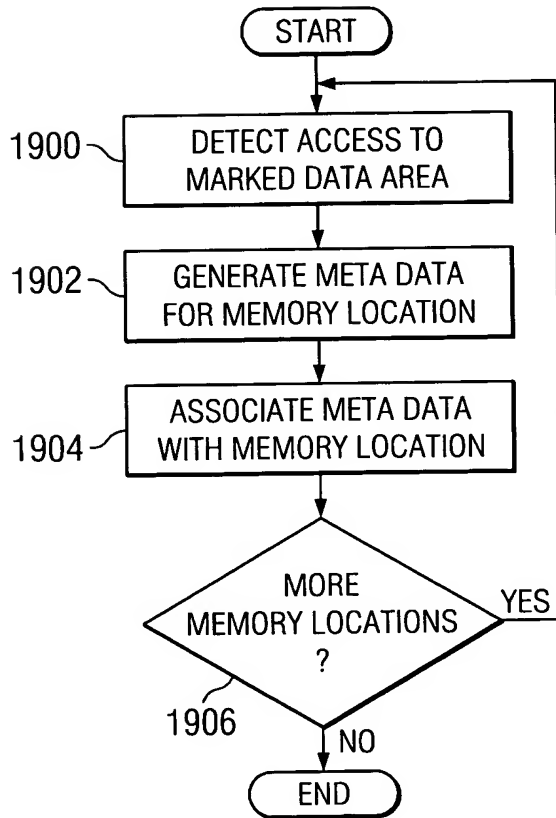 START
1900
DETECT ACCESS TO
MARKED DATA AREA
1902
GENERATE META DATA
FOR MEMORY LOCATION
1904
ASSOCIATE META DATA
WITH MEMORY LOCATION
MORE
MEMORY LOCATIONS
?
YES
1906
NO
END